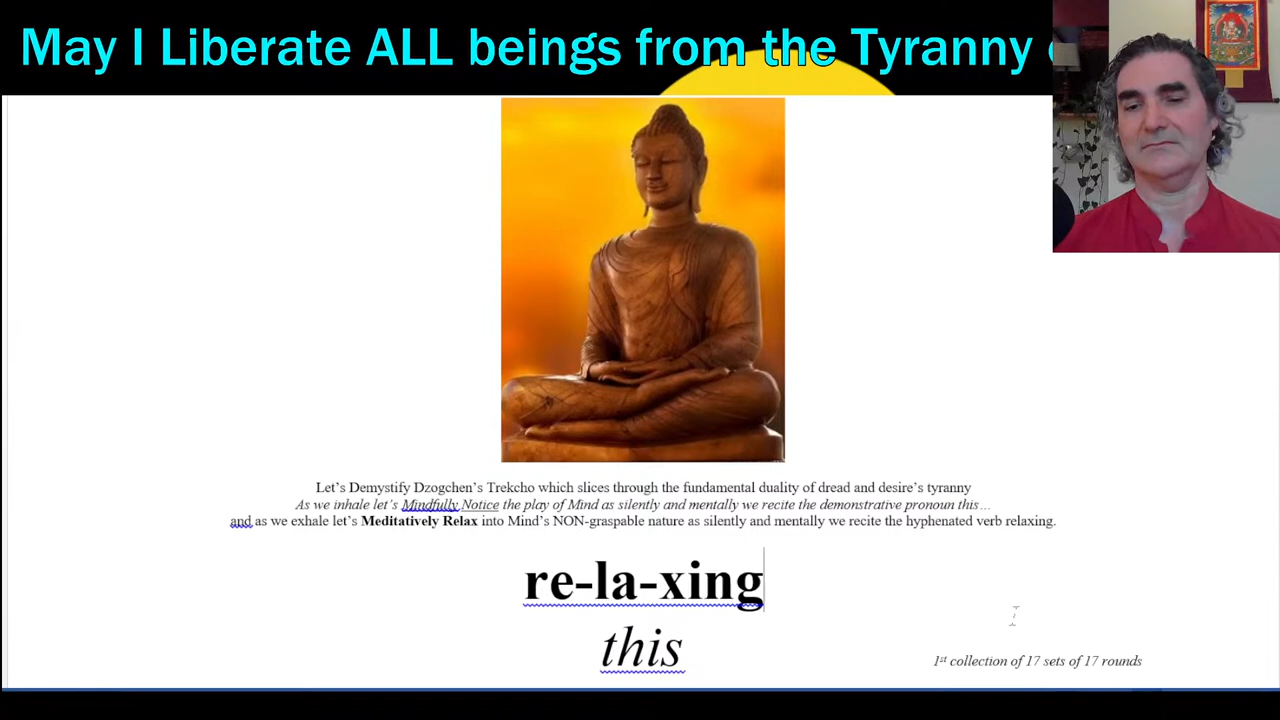 May I Liberate ALL beings from the Tyranny
Let's Demystify Dzogchen's Trekcho which slices through the fundamental duality of dread and desire's tyranny
As we inhale let's Mindfully Notice the play of Mind as silently and mentally we recite the demonstrative pronoun this…
and as we exhale let's Meditatively Relax into Mind's NON-graspable nature as silently and mentally we recite the hyphenated verb relaxing.
re-la-xing
this
1st collection of 17 sets of 17 rounds